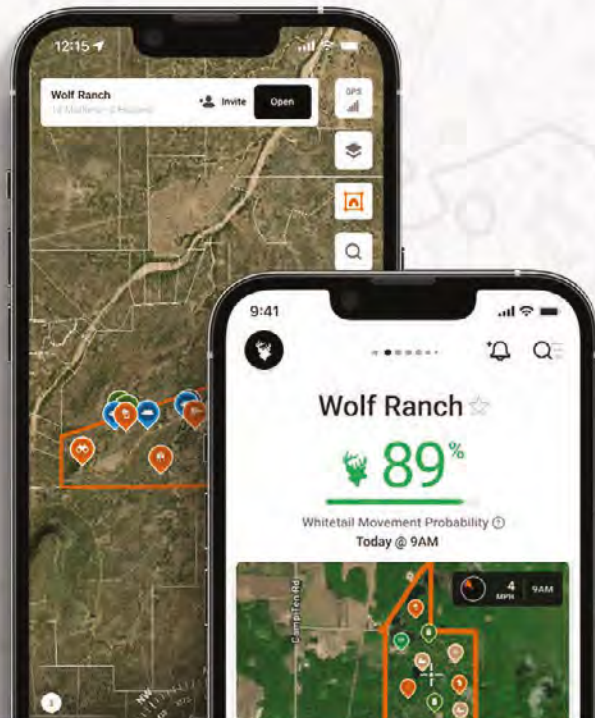 12:15
Wolf Ranch
Invite
Open
GPS
9:41
Wolf Ranch
89%
Whitetail Movement Probability
Today @ 9AM
4
MPH
9AM
NW